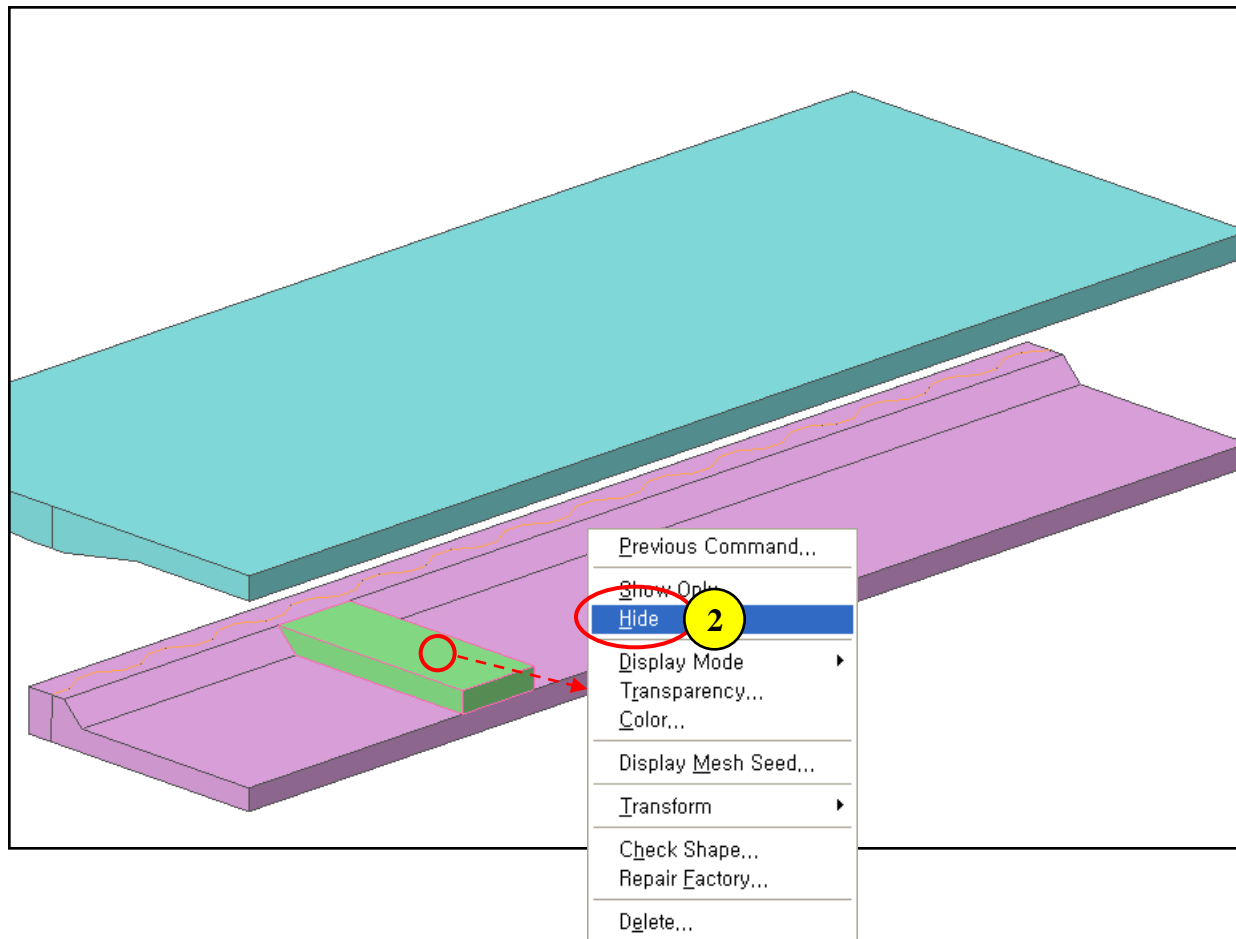 Previous Command...
Show Only
Hide
2
Display Mode
Transparency...
Color...
Display Mesh Seed...
Transform
Check Shape...
Repair Factory...
Delete...